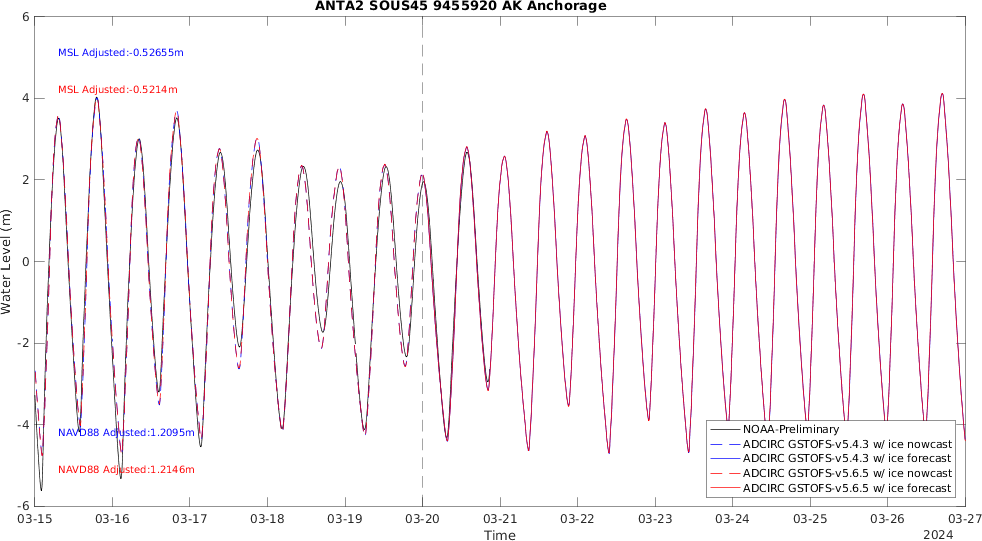 ANTA2 SOUS45 9455920 AK Anchorage
6
MSL Adjusted:-0.52655m
MSL Adjusted:-0.5214m
4
2
0
Water Level (m)
-2
-4
NAVD88 Adjusted:1.2095m
NAVD88 Adjusted:1.2146m
-6
NOAA-Preliminary
ADCIRC GSTOFS-v5.4.3 w/ ice nowcast
ADCIRC GSTOFS-v5.4.3 w/ ice forecast
ADCIRC GSTOFS-v5.6.5 w/ ice nowcast
ADCIRC GSTOFS-v5.6.5 w/ ice forecast
03-15 03-16 03-17 03-18 03-19 03-20 03-21 03-22 03-23 03-24 03-25 03-26 03-27
Time
2024